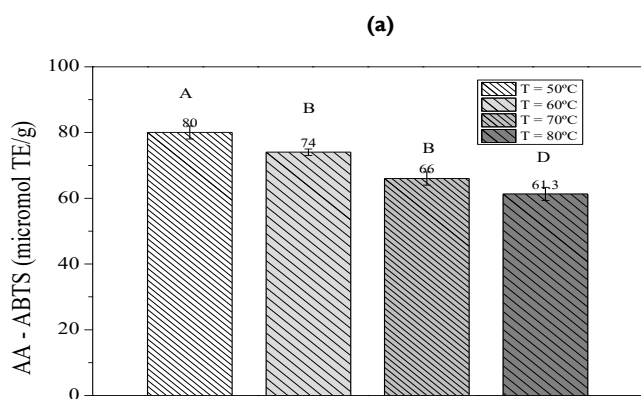 (a)
100
80
60
40
20
0
AA - ABTS (micromol TE/g)
A
B
B
D
80
74
66
61.3
T = 50ºC
T = 60ºC
T = 70ºC
T = 80ºC